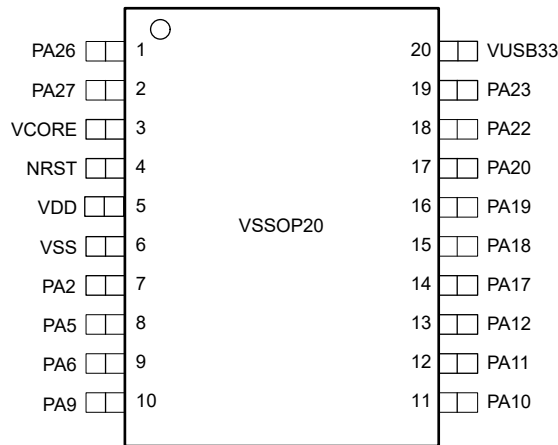 PA26 1 20 VUSB33
PA27 2 19 PA23
VCORE 3 18 PA22
NRST 4 17 PA20
VDD 5 16 PA19
VSSOP20
VSS 6 15 PA18
PA2 7 14 PA17
PA5 8 13 PA12
PA6 9 12 PA11
PA9 10 11 PA10